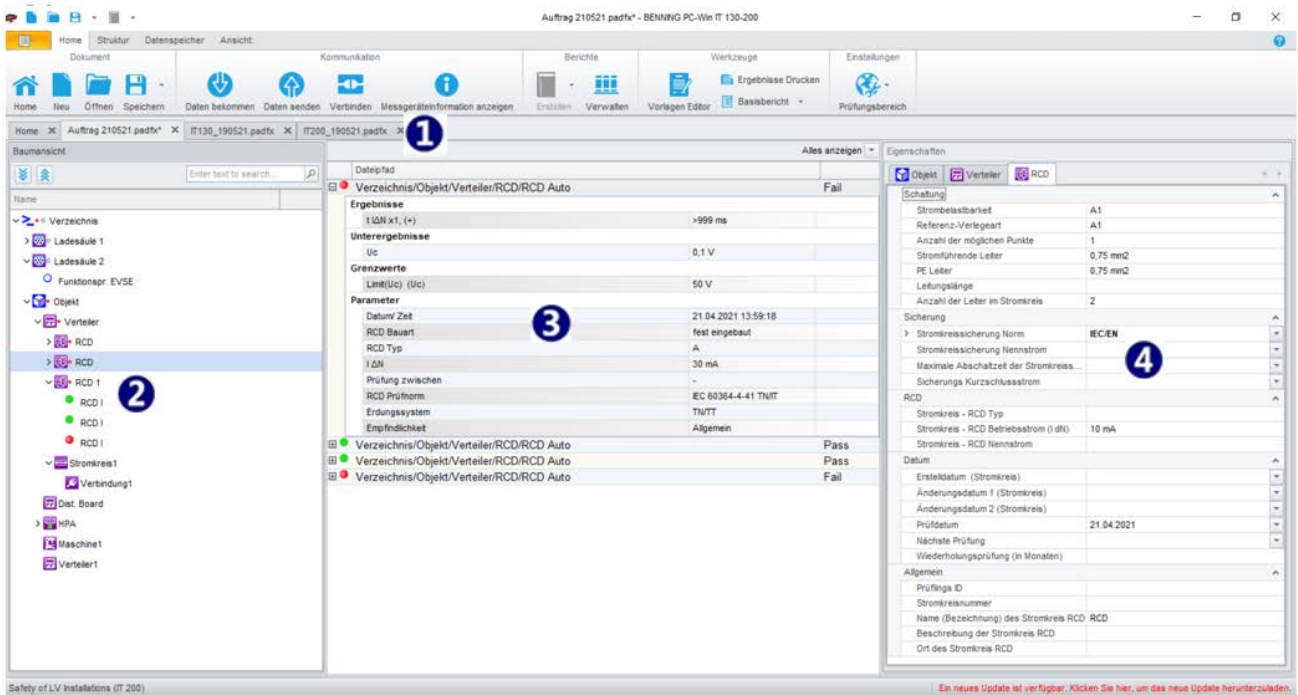 Auftrag 210521.padfx* - BENNING PC-Win IT 130-200
Home Struktur Datenspeicher Ansicht
Dokument Kommunikation Berichte Werkzeuge Einstellungen
Home Neu Öffnen Speichern Daten bekommen Daten senden Verbinden Messgeräteinformation anzeigen Erstellen Verwalten Vorlagen Editor Ergebnisse Drucken Basisbericht Prüfungsbereich
Home Auftrag 210521.padfx* IT130_190521.padfx IT200_190521.padfx
1
Baumansicht
Enter text to search...
Name
Verzeichnis
Ladesäule 1
Ladesäule 2
Funktionspr. EVSE
Objekt
Verteiler
RCD
RCD
RCD 1
RCD I
RCD I
RCD I
Stromkreis1
Verbindung1
Dist. Board
HPA
Maschine1
Verteiler1
2
Alles anzeigen
Dateipfad
Verzeichnis/Objekt/Verteiler/RCD/RCD Auto Fail
Ergebnisse
t IΔN x1, (+) >999 ms
Unterergebnisse
Uc 0,1 V
Grenzwerte
Limit(Uc) (Uc) 50 V
Parameter
Datum/ Zeit 21.04.2021 13:59:18
RCD Bauart fest eingebaut
RCD Typ A
I ΔN 30 mA
Prüfung zwischen -
RCD Prüfnorm IEC 60364-4-41 TN/IT
Erdungssystem TN/TT
Empfindlichkeit Allgemein
3
Verzeichnis/Objekt/Verteiler/RCD/RCD Auto Pass
Verzeichnis/Objekt/Verteiler/RCD/RCD Auto Pass
Verzeichnis/Objekt/Verteiler/RCD/RCD Auto Fail
Eigenschaften
Objekt Verteiler RCD
Schaltung
Strombelastbarkeit A1
Referenz-Verlegeart A1
Anzahl der möglichen Punkte 1
Stromführende Leiter 0,75 mm2
PE Leiter 0,75 mm2
Leitungslänge
Anzahl der Leiter im Stromkreis 2
Sicherung
Stromkreissicherung Norm IEC/EN
Stromkreissicherung Nennstrom
Maximale Abschaltzeit der Stromkreiss...
Sicherungs Kurzschlussstrom
4
RCD
Stromkreis - RCD Typ
Stromkreis - RCD Betriebsstrom (I dN) 10 mA
Stromkreis - RCD Nennstrom
Datum
Erstelldatum (Stromkreis)
Änderungsdatum 1 (Stromkreis)
Änderungsdatum 2 (Stromkreis)
Prüfdatum 21.04.2021
Nächste Prüfung
Wiederholungsprüfung (in Monaten)
Allgemein
Prüflings ID
Stromkreisnummer
Name (Bezeichnung) des Stromkreis RCD RCD
Beschreibung der Stromkreis RCD
Ort des Stromkreis RCD
Safety of LV Installations (IT 200) Ein neues Update ist verfügbar. Klicken Sie hier, um das neue Update herunterzuladen.